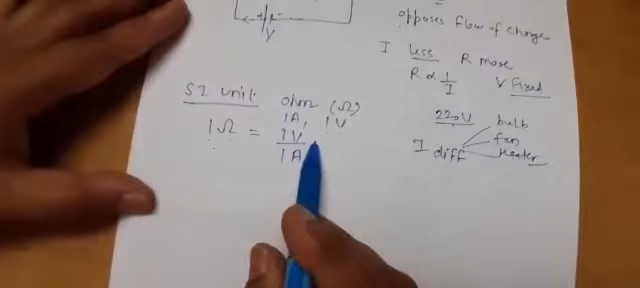 V
opposes flow of charge
I less R more
R ∝ 1/I V fixed
SI unit ohm (Ω)
1A, 1V
1Ω = 1V/1A
220V
bulb
fan
I diff Heater